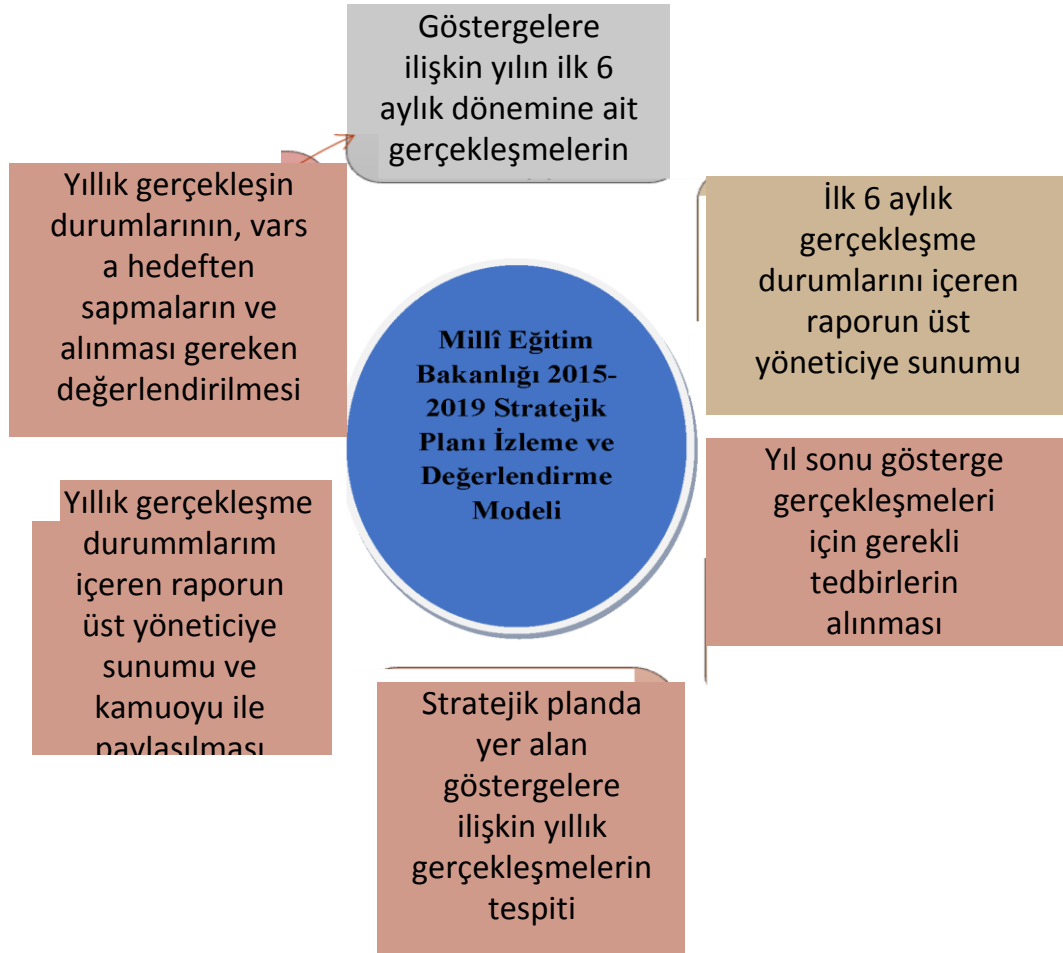 Göstergelere
ilişkin yılın ilk 6
aylık dönemine ait
gerçekleşmelerin
İlk 6 aylık
gerçekleşme
durumlarını içeren
raporun üst
yöneticiye sunumu
Yıl sonu gösterge
gerçekleşmeleri
için gerekli
tedbirlerin
alınması
Stratejik planda
yer alan
göstergelere
ilişkin yıllık
gerçekleşmelerin
tespiti
Yıllık gerçekleşme
durummlarım
içeren raporun
üst yöneticiye
sunumu ve
kamuoyu ile
paylaşılması
Yıllık gerçekleşin
durumlarının, vars
a hedeften
sapmaların ve
alınması gereken
değerlendirilmesi
Millî Eğitim
Bakanlığı 2015-
2019 Stratejik
Planı İzleme ve
Değerlendirme
Modeli